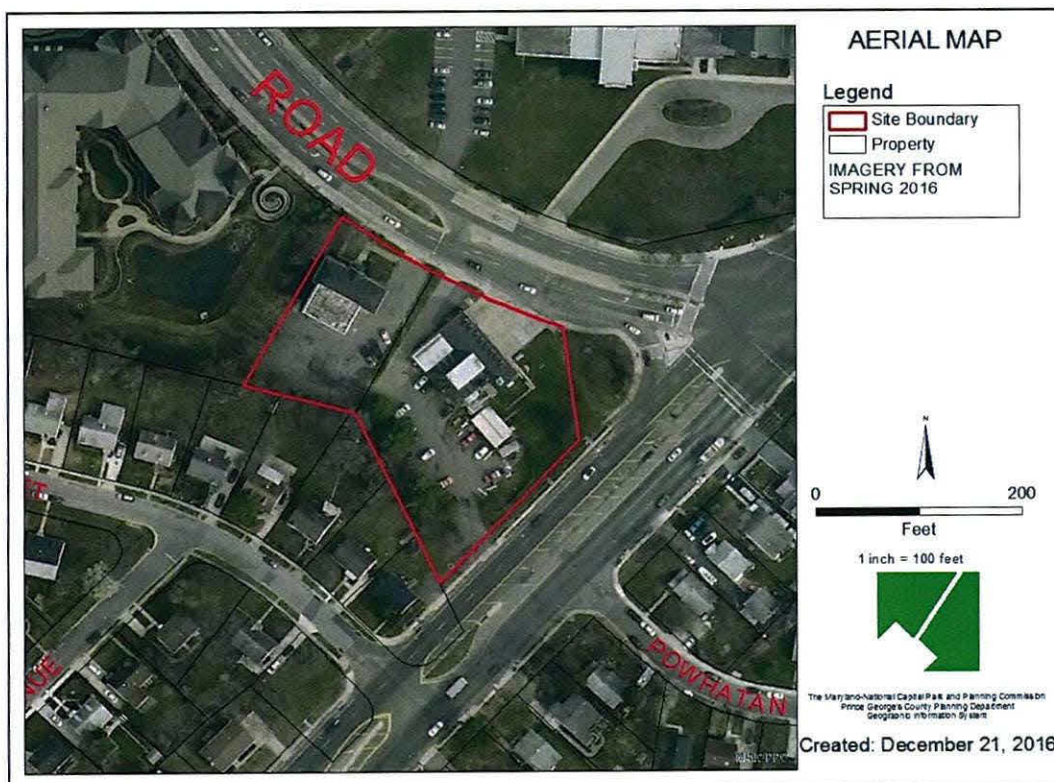 AERIAL MAP
Legend
Site Boundary
Property
IMAGERY FROM
SPRING 2016
ROAD
N
0 200
Feet
1 inch = 100 feet
POWHATAN
The Maryland-National Capital Park and Planning Commission
Prince George's County Planning Department
Geographic Information System
Created: December 21, 2016